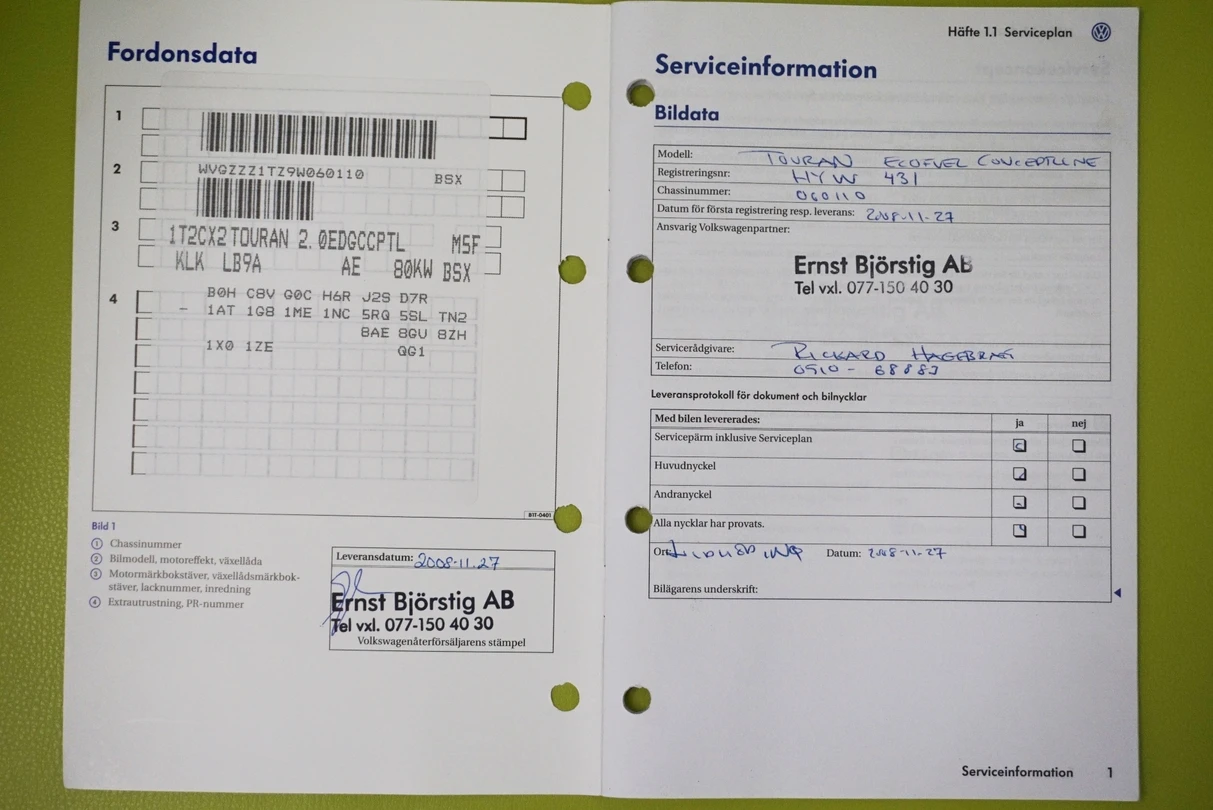 Fordonsdata
1
2
WVGZZZ1TZ9W060110 BSX
3
1T2CX2 TOURAN 2.0EDGCCPTL M5F
KLK LB9A AE 80KW BSX
4
B0H C8V G0C H6R J2S D7R
- 1AT 1G8 1ME 1NC 5RQ 5SL TN2
8AE 8GU 8ZH
1X0 1ZE QG1
B1T-0401
Bild 1
1 Chassinummer
2 Bilmodell, motoreffekt, växellåda
3 Motormärkbokstäver, växellådsmärkbok-
stäver, lacknummer, inredning
4 Extrautrustning, PR-nummer
Leveransdatum: 2008-11.27
Ernst Björstig AB
Tel vxl. 077-150 40 30
Volkswagenåterförsäljarens stämpel
Häfte 1.1 Serviceplan
Serviceinformation
Bildata
Modell: TOURAN ECOFUEL CONCEPTLINE
Registreringsnr: HYW 431
Chassinummer: 060110
Datum för första registrering resp. leverans: 2008-11-27
Ansvarig Volkswagenpartner:
Ernst Björstig AB
Tel vxl. 077-150 40 30
Servicerådgivare: RICKARD
Telefon: 0510 - 68883
Leveransprotokoll för dokument och bilnycklar
Med bilen levererades: ja nej
Servicepärm inklusive Serviceplan
Huvudnyckel
Andranyckel
Alla nycklar har provats.
Ort: Datum: 2008-11-27
Bilägarens underskrift:
Serviceinformation 1